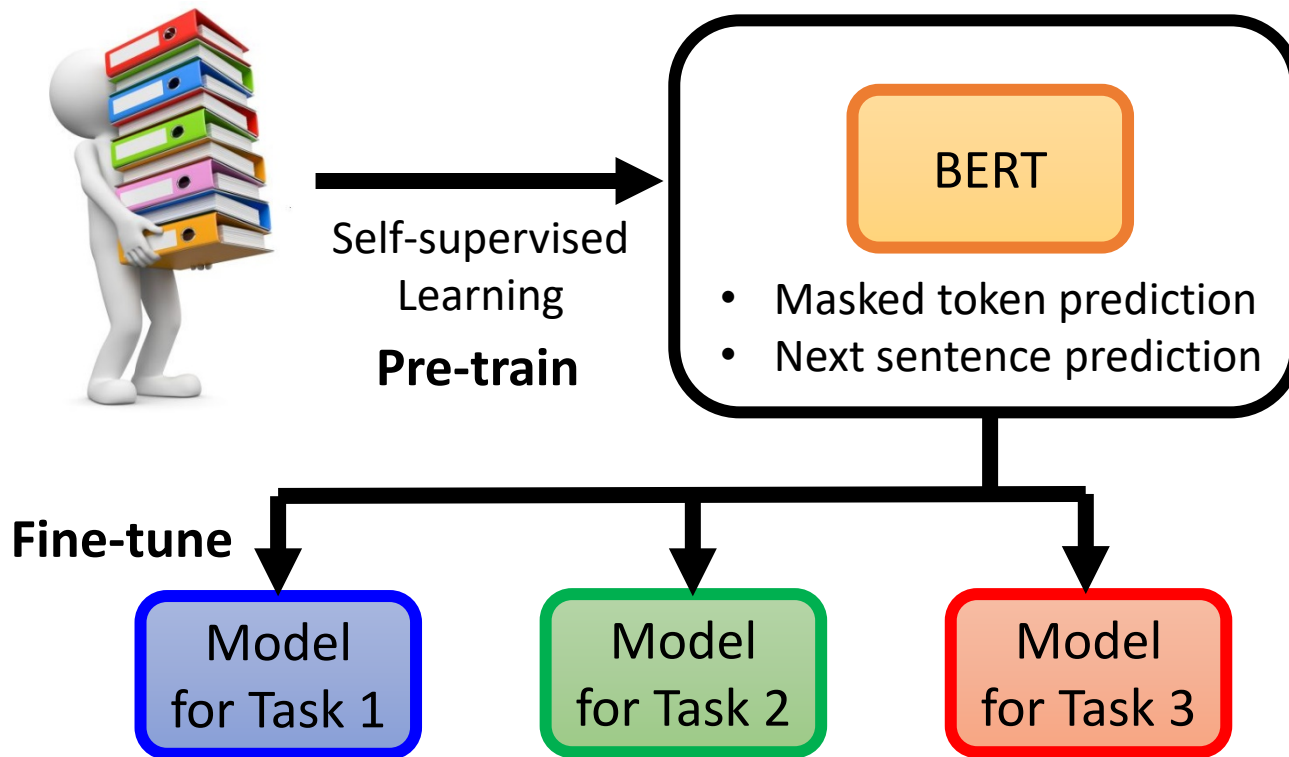 BERT
Self-supervised
Learning
Pre-train
• Masked token prediction
• Next sentence prediction
Fine-tune
Model
for Task 1
Model
for Task 2
Model
for Task 3